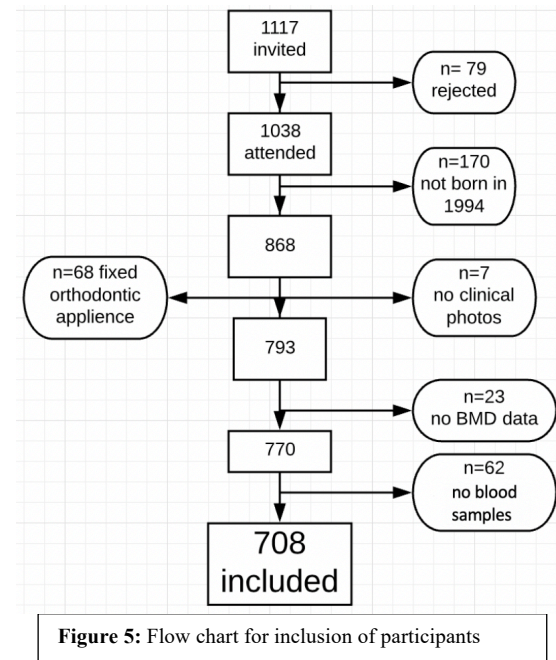 1117
invited
n= 79
rejected
1038
attended
n=170
not born in
1994
868
n=68 fixed
orthodontic
applience
n=7
no clinical
photos
793
n=23
no BMD data
770
n=62
no blood
samples
708
included
Figure 5: Flow chart for inclusion of participants